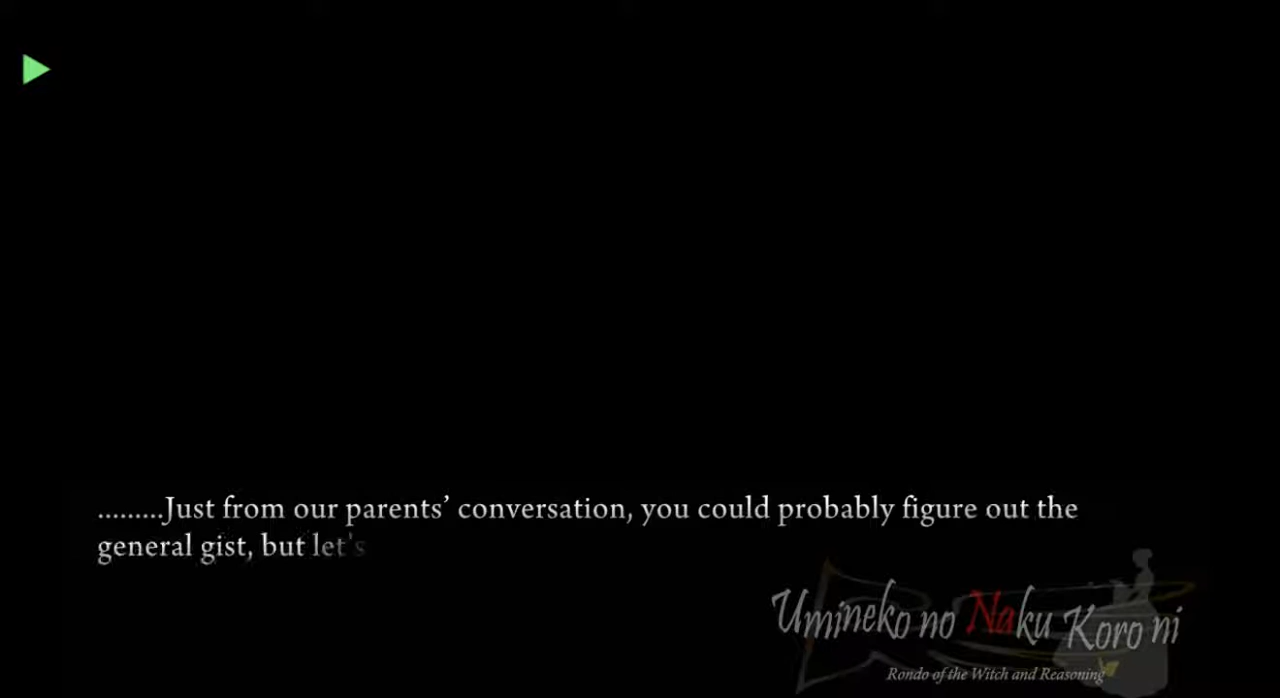 .........Just from our parents’ conversation, you could probably figure out the
general gist, but let's
Umineko no Naku Koro ni
Rondo of the Witch and Reasoning